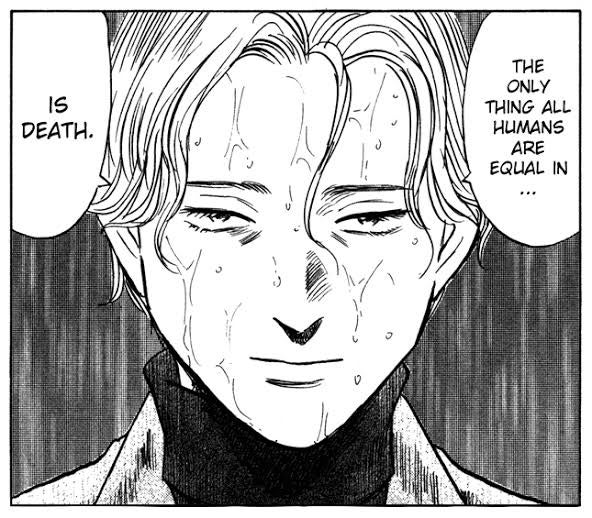 THE
ONLY
THING ALL
HUMANS
ARE
EQUAL IN
...
IS
DEATH.